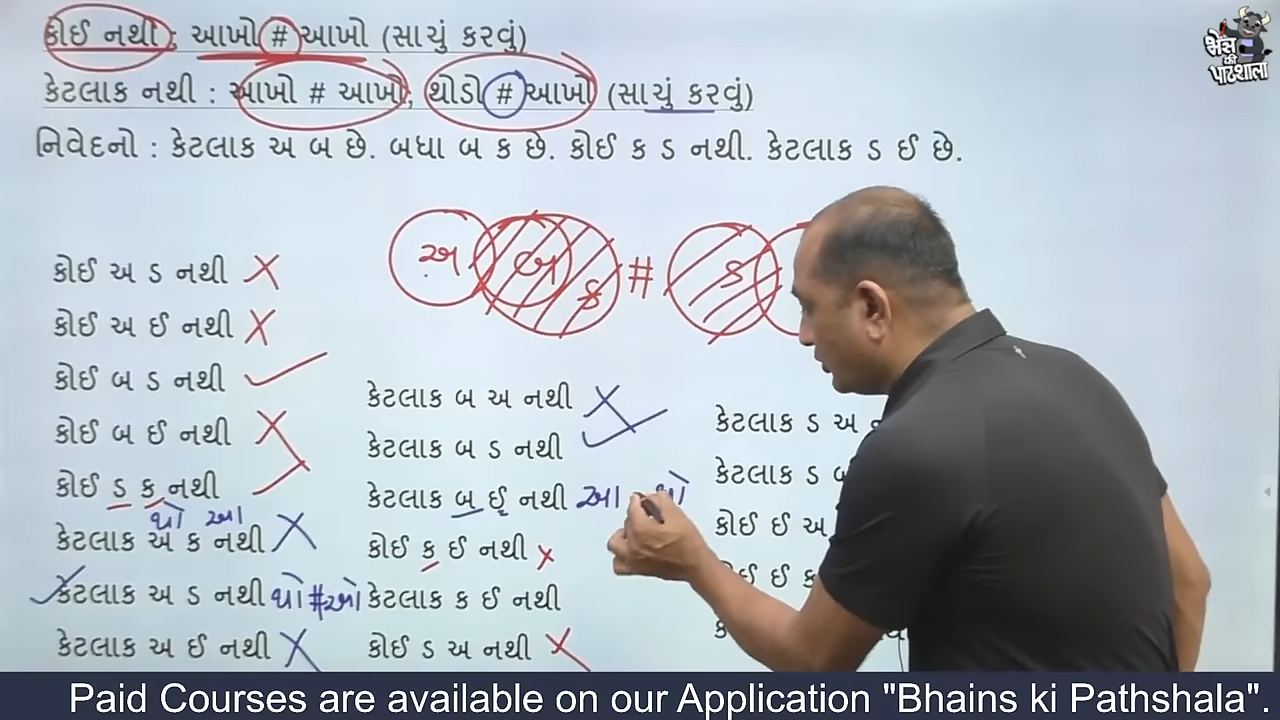 કોઈ નથી : આખો # આખો (સાચું કરવું)
કેટલાક નથી : આખો # આખો, થોડો # આખો (સાચું કરવું)
નિવેદનો : કેટલાક અ બ છે. બધા બ ક છે. કોઈ ક ડ નથી. કેટલાક ડ ઈ છે.
અ બ ક # ડ
કોઈ અ ડ નથી
કોઈ અ ઈ નથી
કોઈ બ ડ નથી
કોઈ બ ઈ નથી
કોઈ ડ ક નથી
થો આ
કેટલાક અ ક નથી
કેટલાક અ ડ નથી થો # આખો
કેટલાક અ ઈ નથી
કેટલાક બ અ નથી
કેટલાક બ ડ નથી
કેટલાક બ ઈ નથી આ થો
કોઈ ક ઈ નથી
કેટલાક ક ઈ નથી
કોઈ ડ અ નથી
કેટલાક ડ અ
કેટલાક ડ
કોઈ ઈ અ
ઈ
भैंस
की
पाठशाला
Paid Courses are available on our Application "Bhains ki Pathshala".